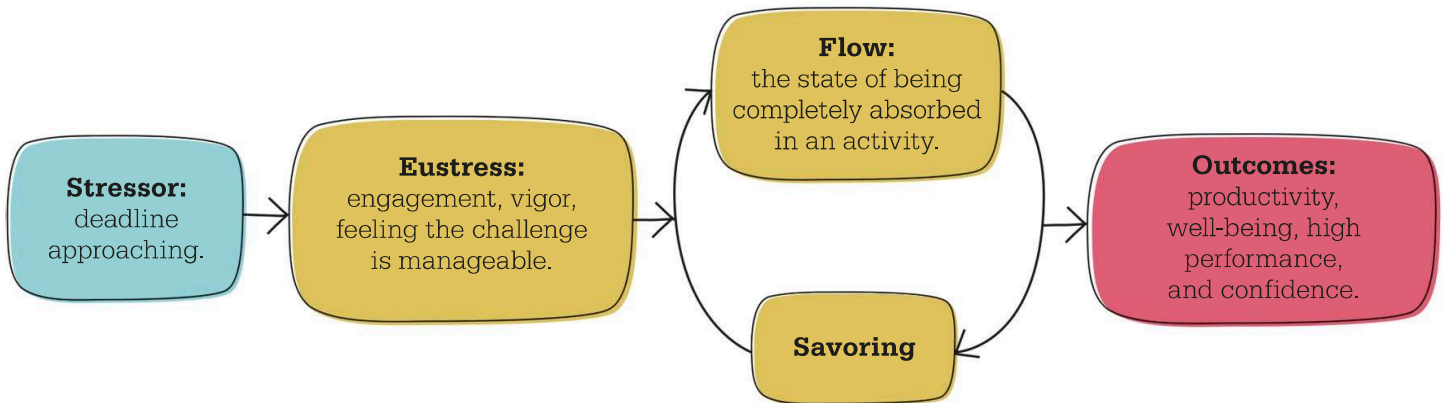 Stressor:
deadline
approaching.
Eustress:
engagement, vigor,
feeling the challenge
is manageable.
Flow:
the state of being
completely absorbed
in an activity.
Savoring
Outcomes:
productivity,
well-being, high
performance,
and confidence.